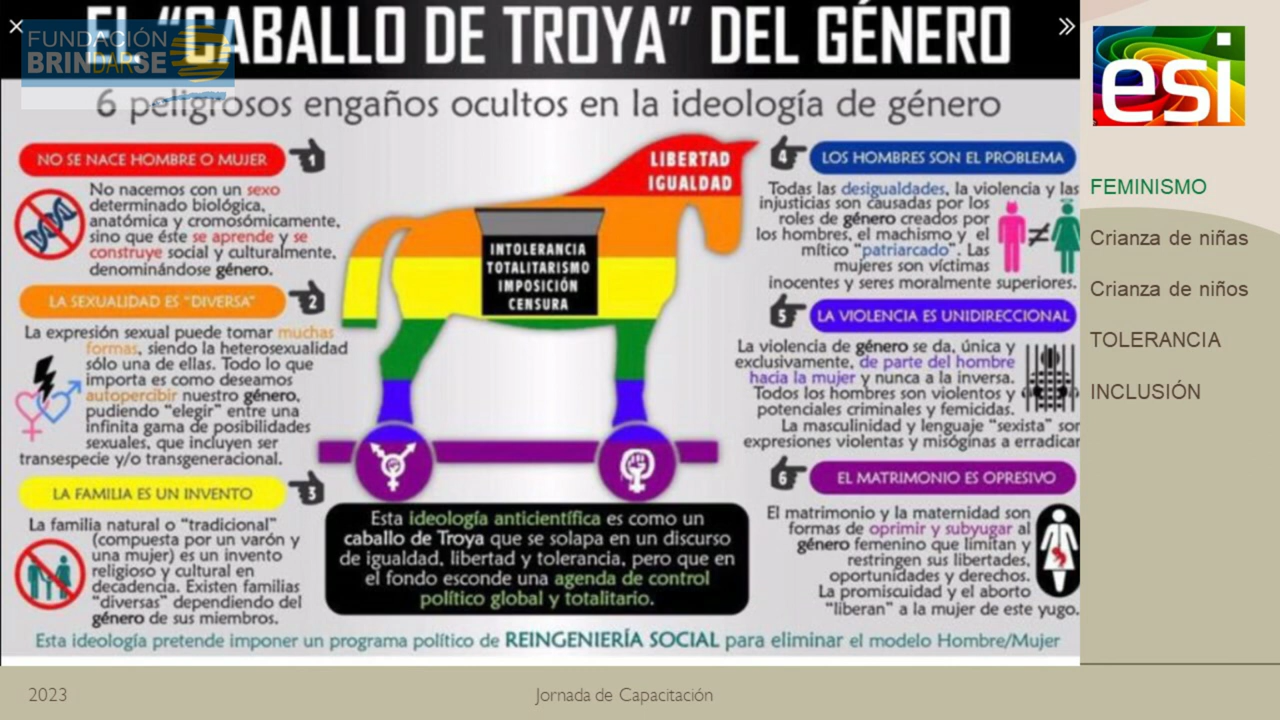 EL “CABALLO DE TROYA” DEL GÉNERO
FUNDACIÓN
BRINDARSE
6 peligrosos engaños ocultos en la ideología de género
NO SE NACE HOMBRE O MUJER
1
No nacemos con un sexo
determinado biológica,
anatómica y cromosómicamente,
sino que éste se aprende y se
construye social y culturalmente,
denominándose género.
LA SEXUALIDAD ES “DIVERSA”
2
La expresión sexual puede tomar muchas
formas, siendo la heterosexualidad
sólo una de ellas. Todo lo que
importa es como deseamos
autopercibir nuestro género,
pudiendo “elegir” entre una
infinita gama de posibilidades
sexuales, que incluyen ser
transespecie y/o transgeneracional.
LA FAMILIA ES UN INVENTO
3
La familia natural o “tradicional”
(compuesta por un varón y
una mujer) es un invento
religioso y cultural en
decadencia. Existen familias
“diversas” dependiendo del
género de sus miembros.
LIBERTAD
IGUALDAD
INTOLERANCIA
TOTALITARISMO
IMPOSICIÓN
CENSURA
Esta ideología anticientífica es como un
caballo de Troya que se solapa en un discurso
de igualdad, libertad y tolerancia, pero que en
el fondo esconde una agenda de control
político global y totalitario.
4
LOS HOMBRES SON EL PROBLEMA
Todas las desigualdades, la violencia y las
injusticias son causadas por los
roles de género creados por
los hombres, el machismo y el
mítico “patriarcado”. Las
mujeres son víctimas
inocentes y seres moralmente superiores.
5
LA VIOLENCIA ES UNIDIRECCIONAL
La violencia de género se da, única y
exclusivamente, de parte del hombre
hacia la mujer y nunca a la inversa.
Todos los hombres son violentos y
potenciales criminales y femicidas.
La masculinidad y lenguaje “sexista” son
expresiones violentas y misóginas a erradicar
6
EL MATRIMONIO ES OPRESIVO
El matrimonio y la maternidad son
formas de oprimir y subyugar al
género femenino que limitan y
restringen sus libertades,
oportunidades y derechos.
La promiscuidad y el aborto
“liberan” a la mujer de este yugo.
Esta ideología pretende imponer un programa político de REINGENIERÍA SOCIAL para eliminar el modelo Hombre/Mujer
esi
FEMINISMO
Crianza de niñas
Crianza de niños
TOLERANCIA
INCLUSIÓN
2023
Jornada de Capacitación